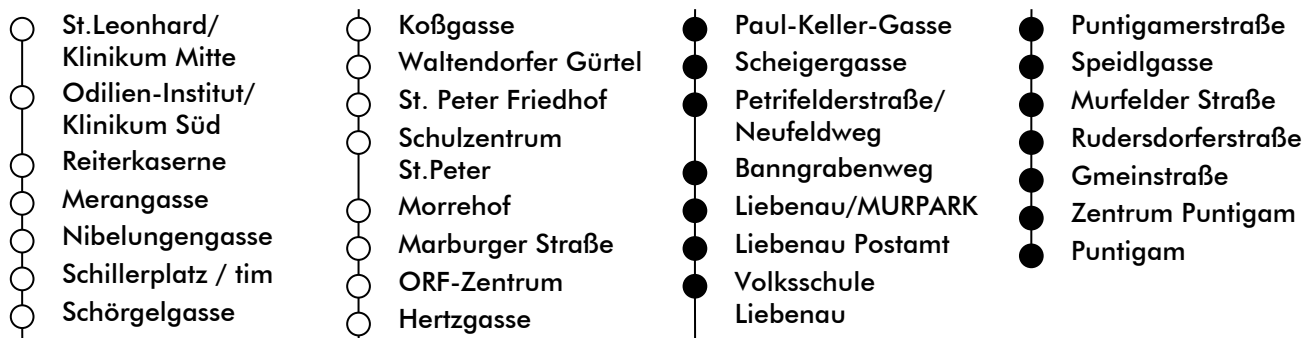 St.Leonhard/
Klinikum Mitte
Odilien-Institut/
Klinikum Süd
Reiterkaserne
Merangasse
Nibelungengasse
Schillerplatz / tim
Schörgelgasse
Koßgasse
Waltendorfer Gürtel
St. Peter Friedhof
Schulzentrum
St.Peter
Morrehof
Marburger Straße
ORF-Zentrum
Hertzgasse
Paul-Keller-Gasse
Scheigergasse
Petrifelderstraße/
Neufeldweg
Banngrabenweg
Liebenau/MURPARK
Liebenau Postamt
Volksschule
Liebenau
Puntigamerstraße
Speidlgasse
Murfelder Straße
Rudersdorferstraße
Gmeinstraße
Zentrum Puntigam
Puntigam